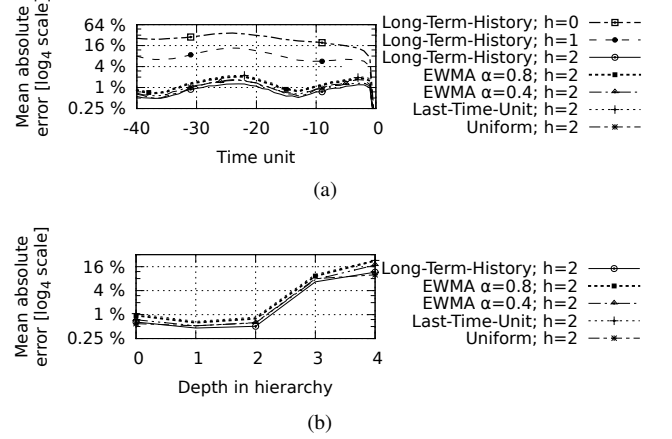 Mean absolute
error [log4 scale]
64 %
16 %
4 %
1 %
0.25 %
-40 -30 -20 -10 0
Time unit
Long-Term-History; h=0
Long-Term-History; h=1
Long-Term-History; h=2
EWMA α=0.8; h=2
EWMA α=0.4; h=2
Last-Time-Unit; h=2
Uniform; h=2
(a)
Mean absolute
error [log4 scale]
16 %
4 %
1 %
0.25 %
0 1 2 3 4
Depth in hierarchy
Long-Term-History; h=2
EWMA α=0.8; h=2
EWMA α=0.4; h=2
Last-Time-Unit; h=2
Uniform; h=2
(b)